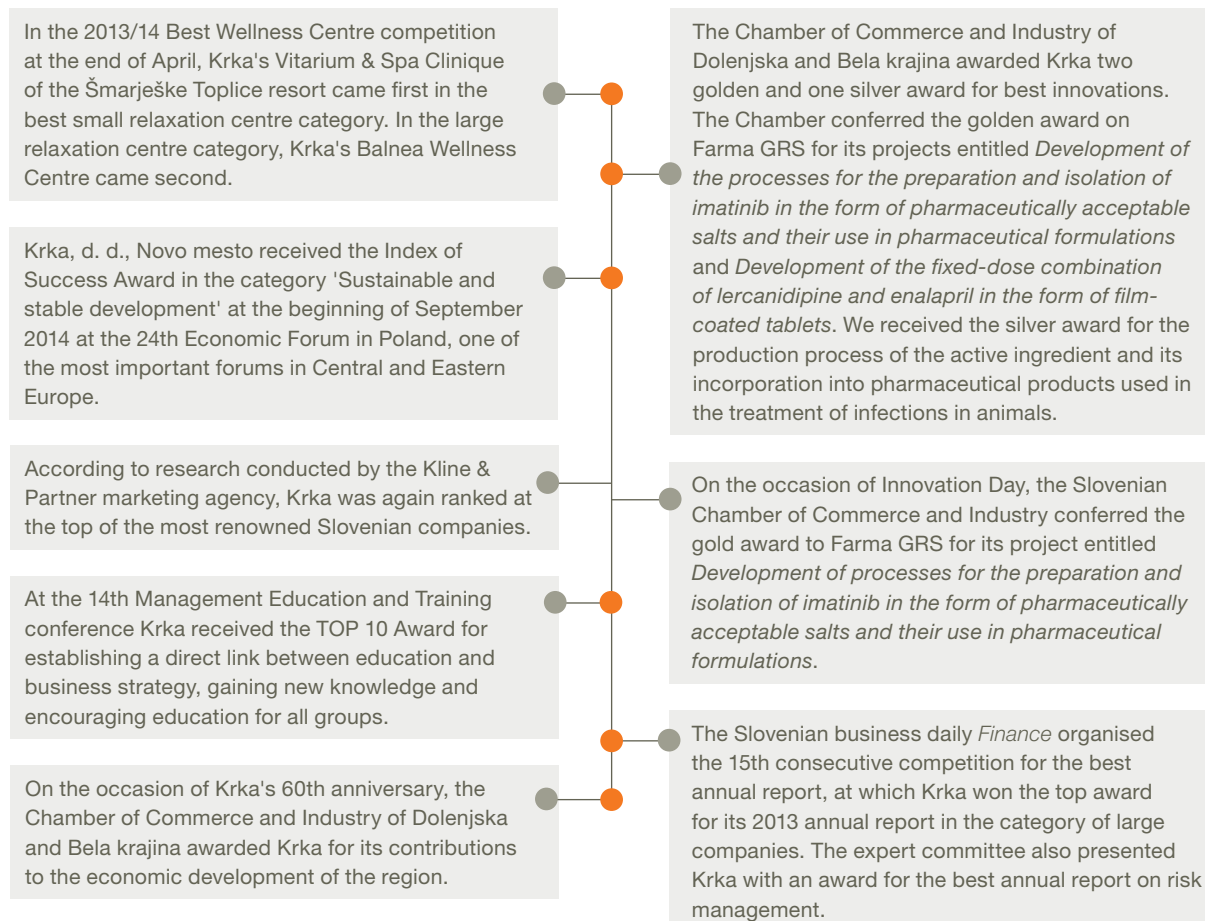 In the 2013/14 Best Wellness Centre competition
at the end of April, Krka's Vitarium & Spa Clinique
of the Šmarješke Toplice resort came first in the
best small relaxation centre category. In the large
relaxation centre category, Krka's Balnea Wellness
Centre came second.
Krka, d. d., Novo mesto received the Index of
Success Award in the category 'Sustainable and
stable development' at the beginning of September
2014 at the 24th Economic Forum in Poland, one of
the most important forums in Central and Eastern
Europe.
According to research conducted by the Kline &
Partner marketing agency, Krka was again ranked at
the top of the most renowned Slovenian companies.
At the 14th Management Education and Training
conference Krka received the TOP 10 Award for
establishing a direct link between education and
business strategy, gaining new knowledge and
encouraging education for all groups.
On the occasion of Krka's 60th anniversary, the
Chamber of Commerce and Industry of Dolenjska
and Bela krajina awarded Krka for its contributions
to the economic development of the region.
The Chamber of Commerce and Industry of
Dolenjska and Bela krajina awarded Krka two
golden and one silver award for best innovations.
The Chamber conferred the golden award on
Farma GRS for its projects entitled Development of
the processes for the preparation and isolation of
imatinib in the form of pharmaceutically acceptable
salts and their use in pharmaceutical formulations
and Development of the fixed-dose combination
of lercanidipine and enalapril in the form of film-
coated tablets. We received the silver award for the
production process of the active ingredient and its
incorporation into pharmaceutical products used in
the treatment of infections in animals.
On the occasion of Innovation Day, the Slovenian
Chamber of Commerce and Industry conferred the
gold award to Farma GRS for its project entitled
Development of processes for the preparation and
isolation of imatinib in the form of pharmaceutically
acceptable salts and their use in pharmaceutical
formulations.
The Slovenian business daily Finance organised
the 15th consecutive competition for the best
annual report, at which Krka won the top award
for its 2013 annual report in the category of large
companies. The expert committee also presented
Krka with an award for the best annual report on risk
management.